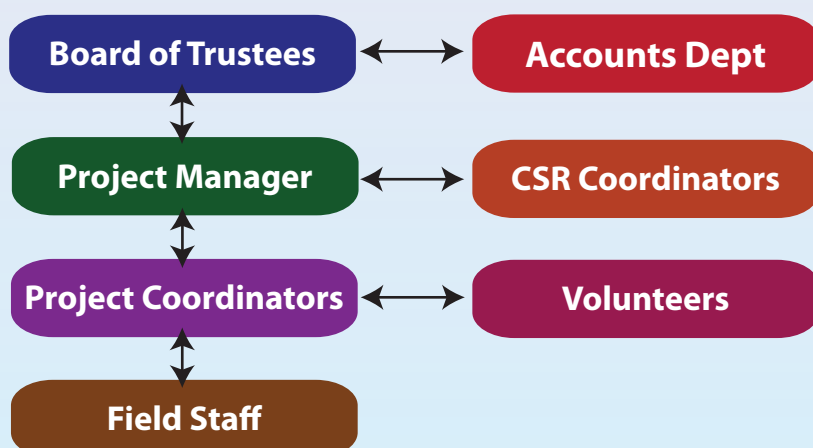 Board of Trustees
Accounts Dept
Project Manager
CSR Coordinators
Project Coordinators
Volunteers
Field Staff